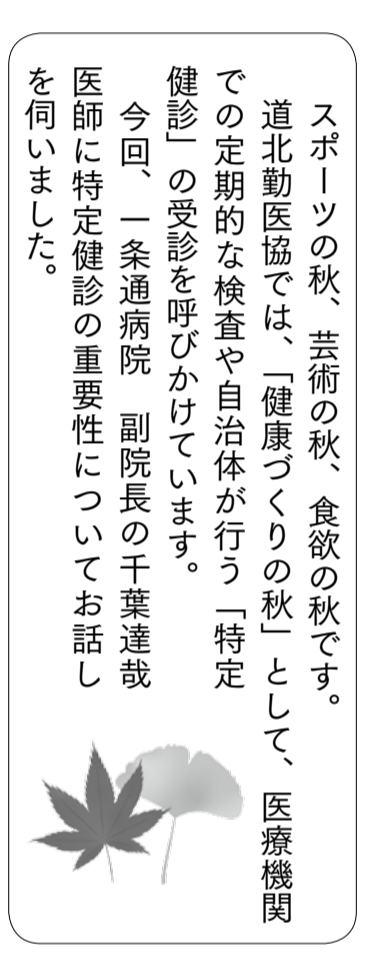 スポーツの秋、芸術の秋、食欲の秋です。
道北勤医協では、「健康づくりの秋」として、医療機関
での定期的な検査や自治体が行う「特定
健診」の受診を呼びかけています。
今回、一条通病院　副院長の千葉達哉
医師に特定健診の重要性についてお話し
を伺いました。